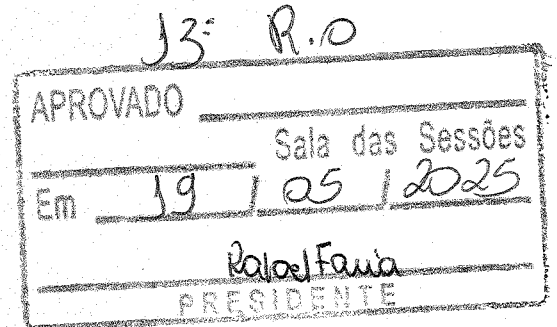 13ª R.O
APROVADO
Sala das Sessões
Em 19 / 05 / 2025
Rafael Faria
PRESIDENTE